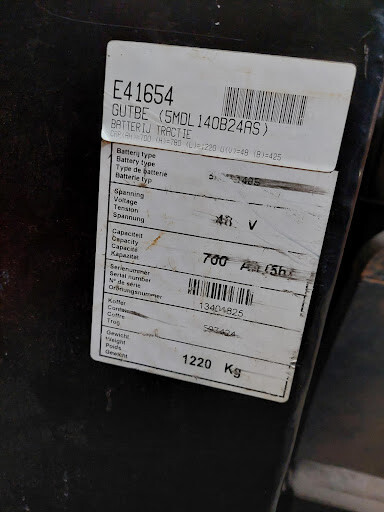 E41654
GUTBE (5MDL140B24AS)
BATTERIJ TRACTIE
Batterij type
Battery type
Type de batterie
Batterie typ
Spanning
Voltage
Tension
Spannung
48 V
Capaciteit
Capacity
Capacité
Kapazität
700
Serienummer
Serial number
N° de série
Ordnungsnummer
13404825
Koffer
Coffre
Trog
Gewicht
Weight
Poids
Gewicht
1220 Kg